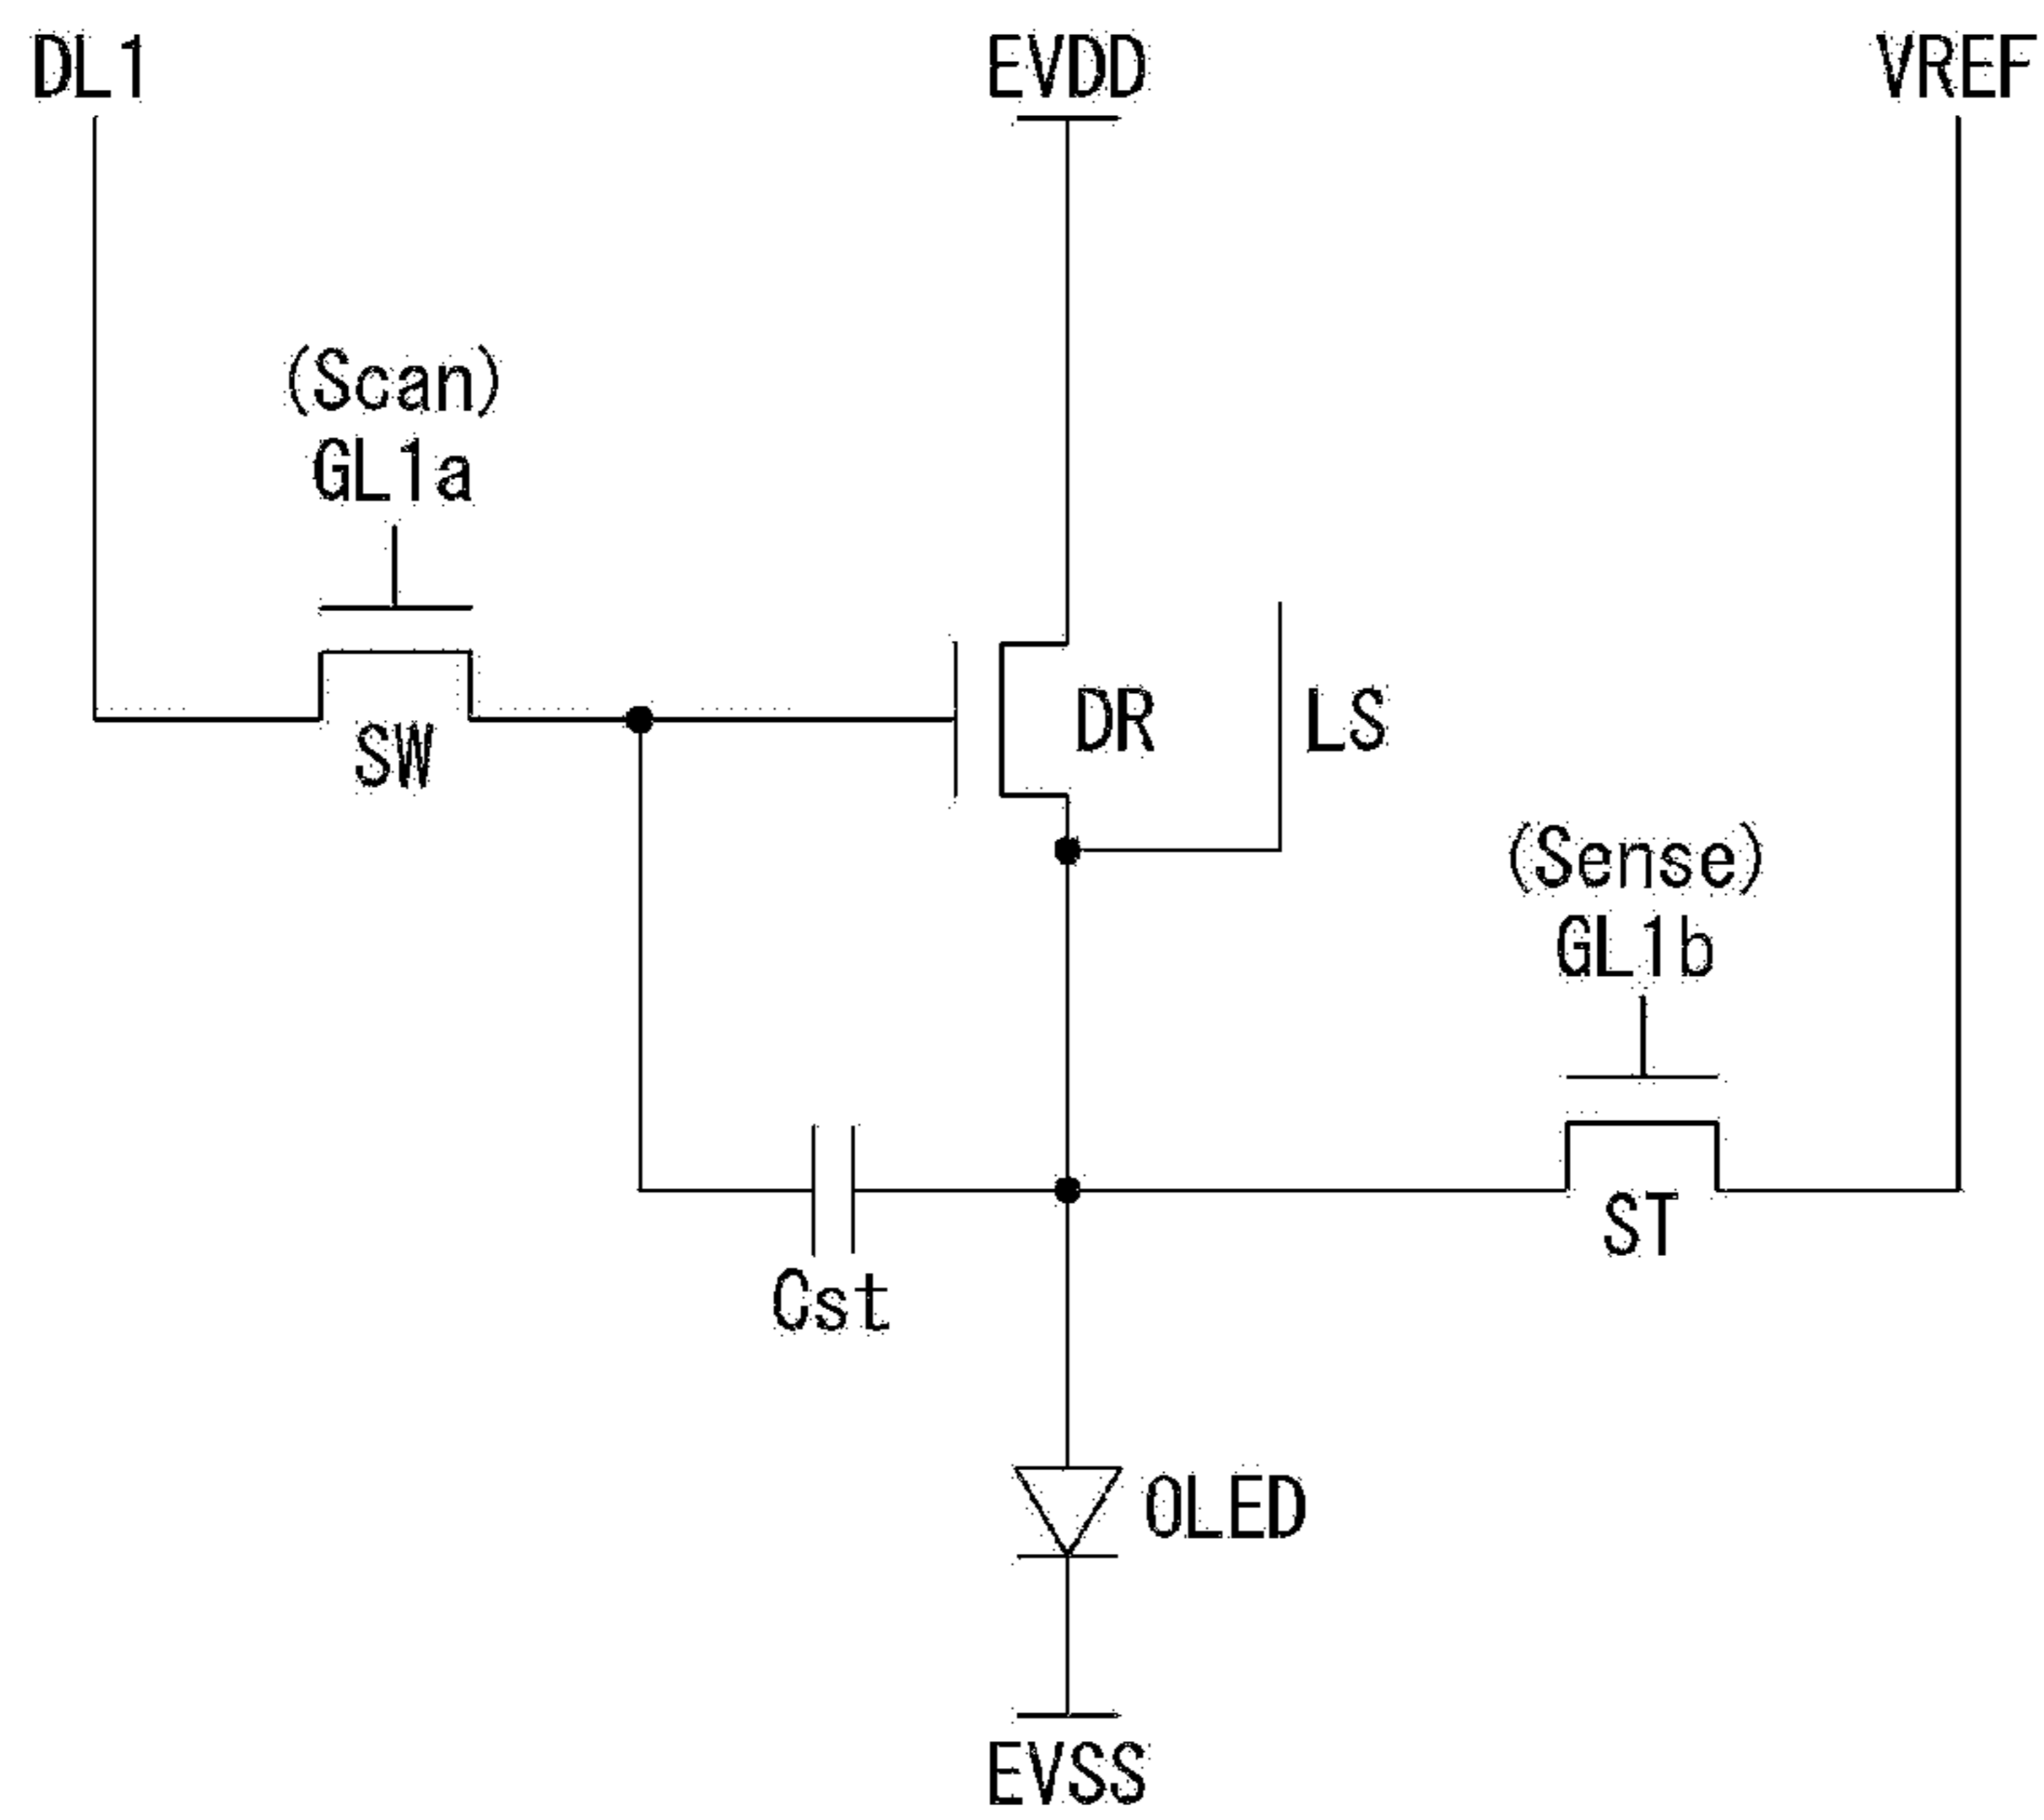 DL1
EVDD
VREF
(Scan)
GL1a
SW
DR
LS
(Sense)
GL1b
ST
Cst
OLED
EVSS